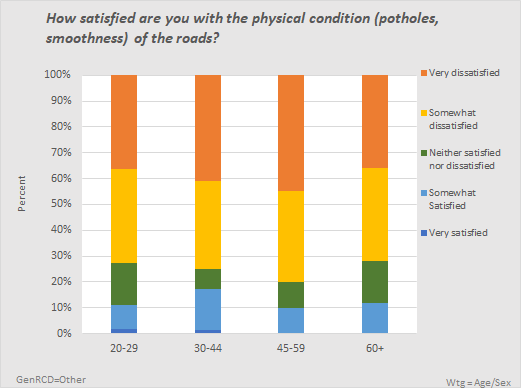 How satisfied are you with the physical condition (potholes,
smoothness) of the roads?
100%
90%
80%
70%
60%
50%
40%
30%
20%
10%
0%
Percent
20-29
30-44
45-59
60+
Very dissatisfied
Somewhat
dissatisfied
Neither satisfied
nor dissatisfied
Somewhat
Satisfied
Very satisfied
GenRCD=Other
Wtg = Age/Sex